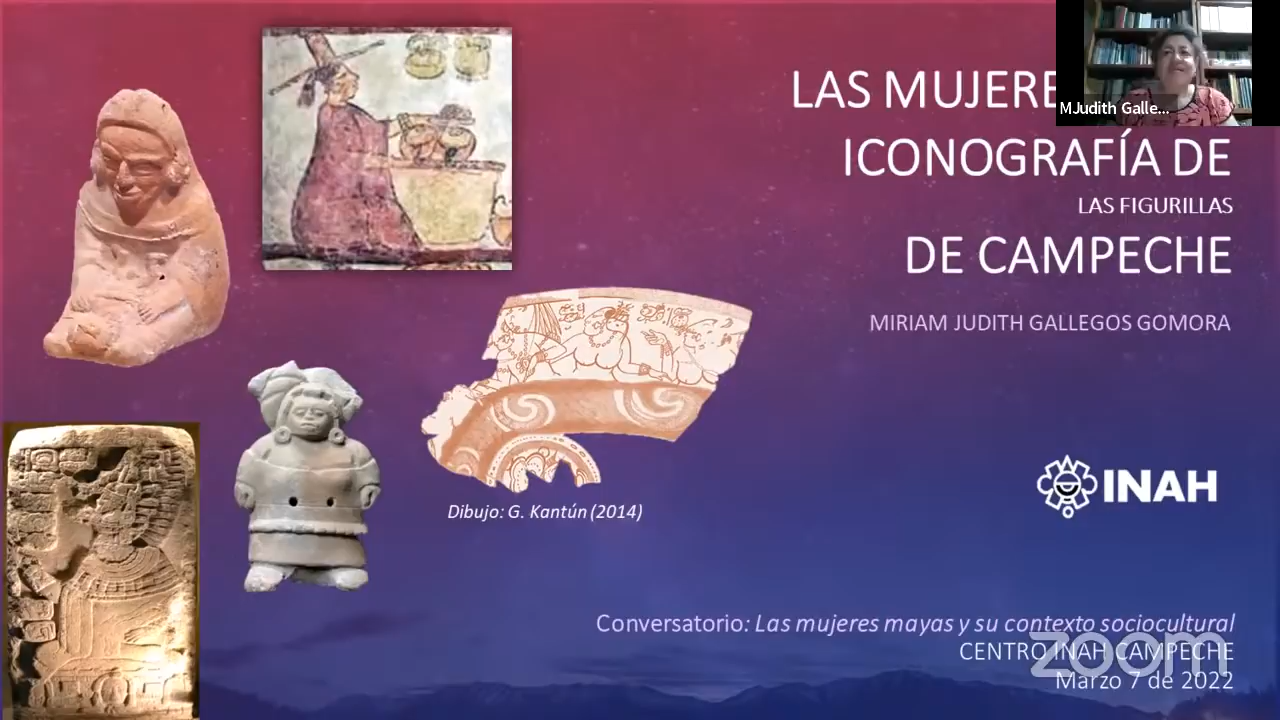 LAS MUJERE
ICONOGRAFÍA DE
LAS FIGURILLAS
DE CAMPECHE
MIRIAM JUDITH GALLEGOS GOMORA
MJudith Galle...
INAH
Dibujo: G. Kantún (2014)
Conversatorio: Las mujeres mayas y su contexto sociocultural
CENTRO INAH CAMPECHE
Marzo 7 de 2022
zoom